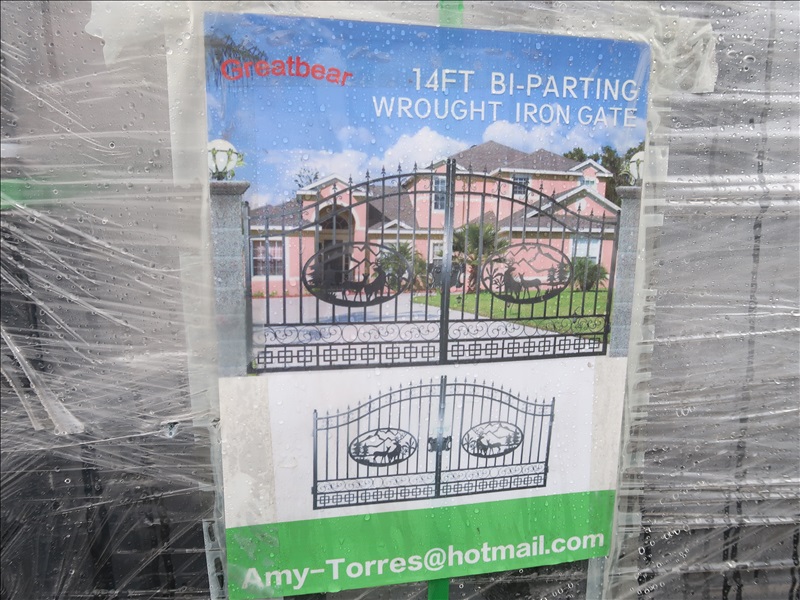 Greatbear
14FT BI-PARTING
WROUGHT IRON GATE
Amy-Torres@hotmail.com